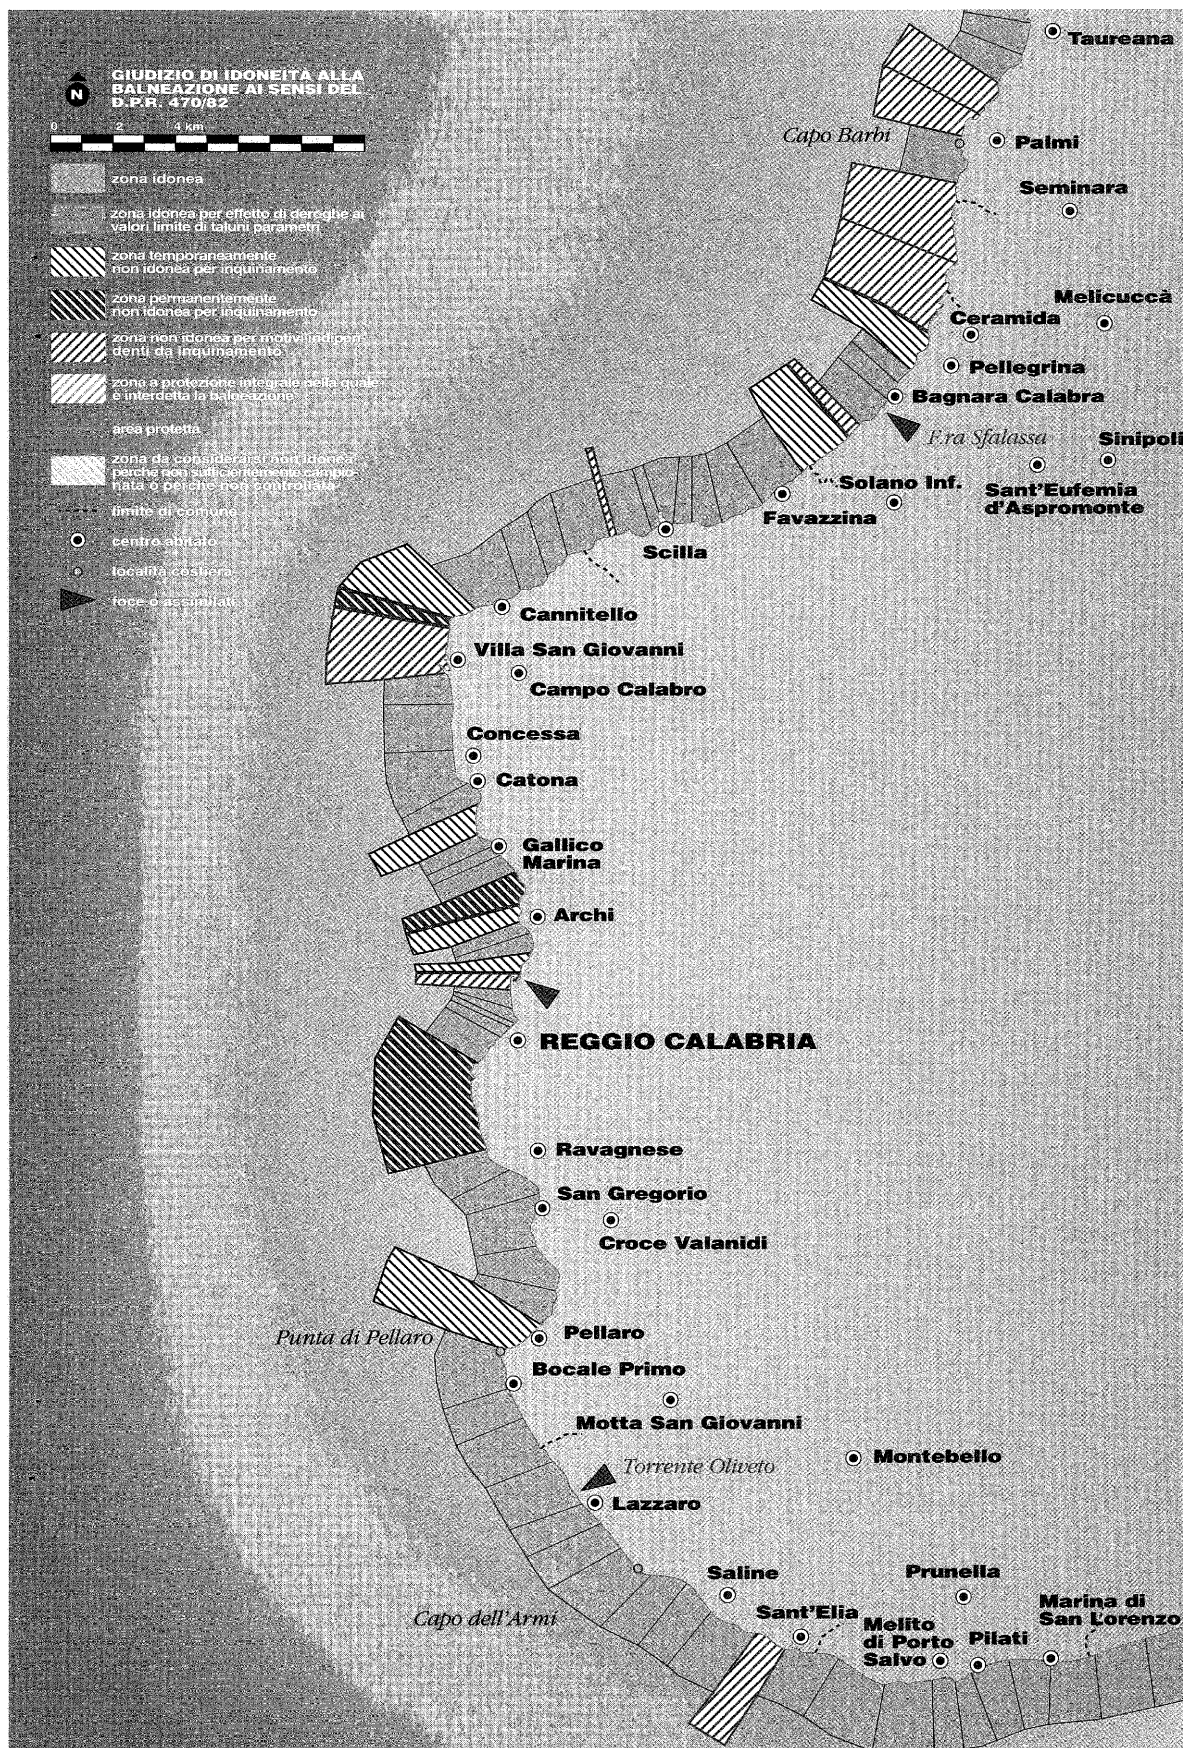 GIUDIZIO DI IDONEITÀ ALLA
BALNEAZIONE AI SENSI DEL
D.P.R. 470/82
N
0 2 4 km
zona idonea
zona idonea per effetto di deroghe ai
valori limite di taluni parametri
zona temporaneamente
non idonea per inquinamento
zona permanentemente
non idonea per inquinamento
zona non idonea per motivi indipen-
denti da inquinamento
zona a protezione integrale nella quale
è interdetta la balneazione
area protetta
zona da considerarsi non idonea
perché non sufficientemente campio-
nata o perché non controllata
limite di comune
centro abitato
località costiera
foce o assimilati
Taureana
Capo Barbi
Palmi
Seminara
Melicuccà
Ceramida
Pellegrina
Bagnara Calabra
F.ra Sfalassa
Sinipoli
Solano Inf.
Sant'Eufemia
d'Aspromonte
Favazzina
Scilla
Cannitello
Villa San Giovanni
Campo Calabro
Concessa
Catona
Gallico
Marina
Archi
REGGIO CALABRIA
Ravagnese
San Gregorio
Croce Valanidi
Punta di Pellaro
Pellaro
Bocale Primo
Motta San Giovanni
Montebello
Torrente Oliveto
Lazzaro
Capo dell'Armi
Saline
Prunella
Sant'Elia
Marina di
San Lorenzo
Melito
di Porto
Salvo
Pilati